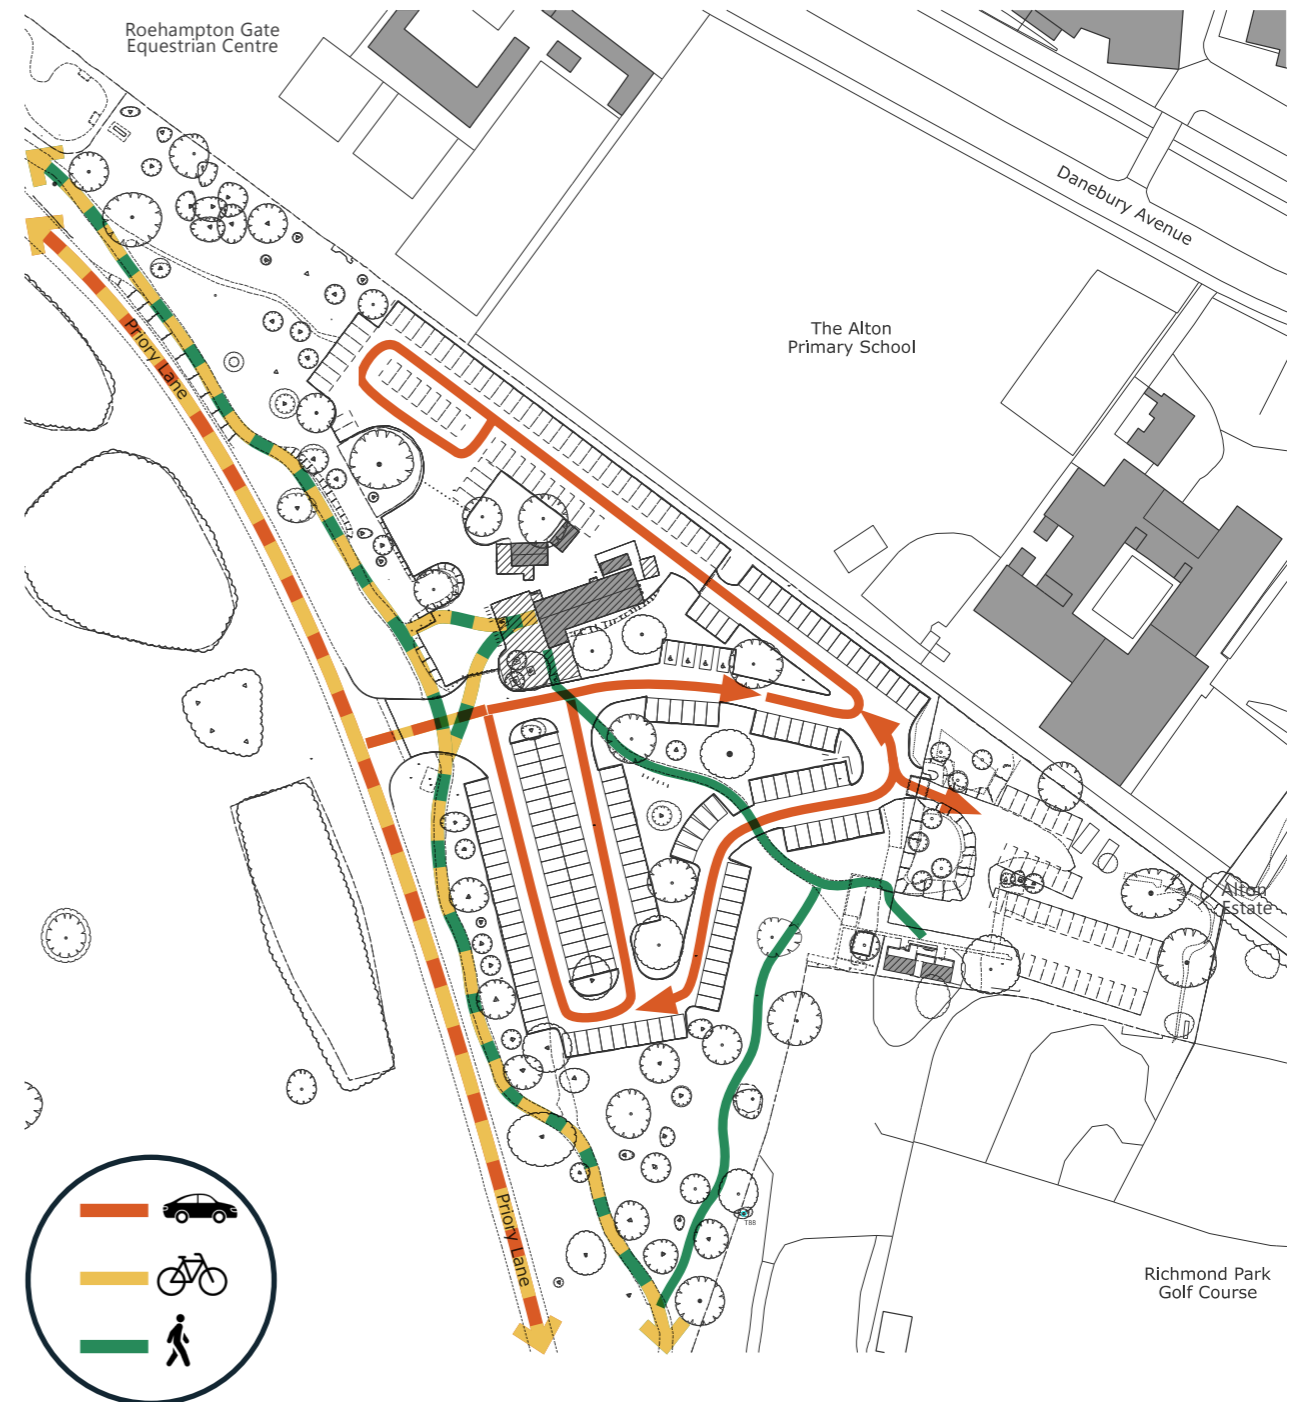 Roehampton Gate
Equestrian Centre
Danebury Avenue
The Alton
Primary School
Priory Lane
Alton
Estate
T88
Priory Lane
Richmond Park
Golf Course